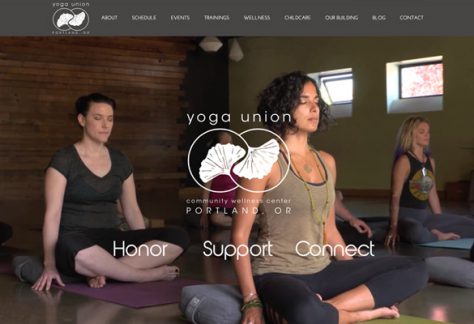 yoga union
PORTLAND, OR
ABOUT SCHEDULE EVENTS TRAININGS WELLNESS CHILDCARE OUR BUILDING BLOG CONTACT
yoga union
community wellness center
PORTLAND, OR
Honor Support Connect